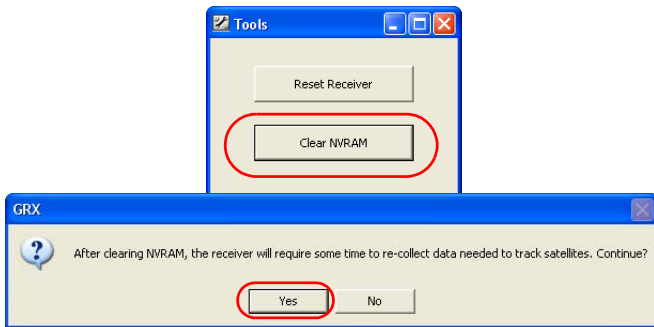 Tools
Reset Receiver
Clear NVRAM
GRX
After clearing NVRAM, the receiver will require some time to re-collect data needed to track satellites. Continue?
Yes
No